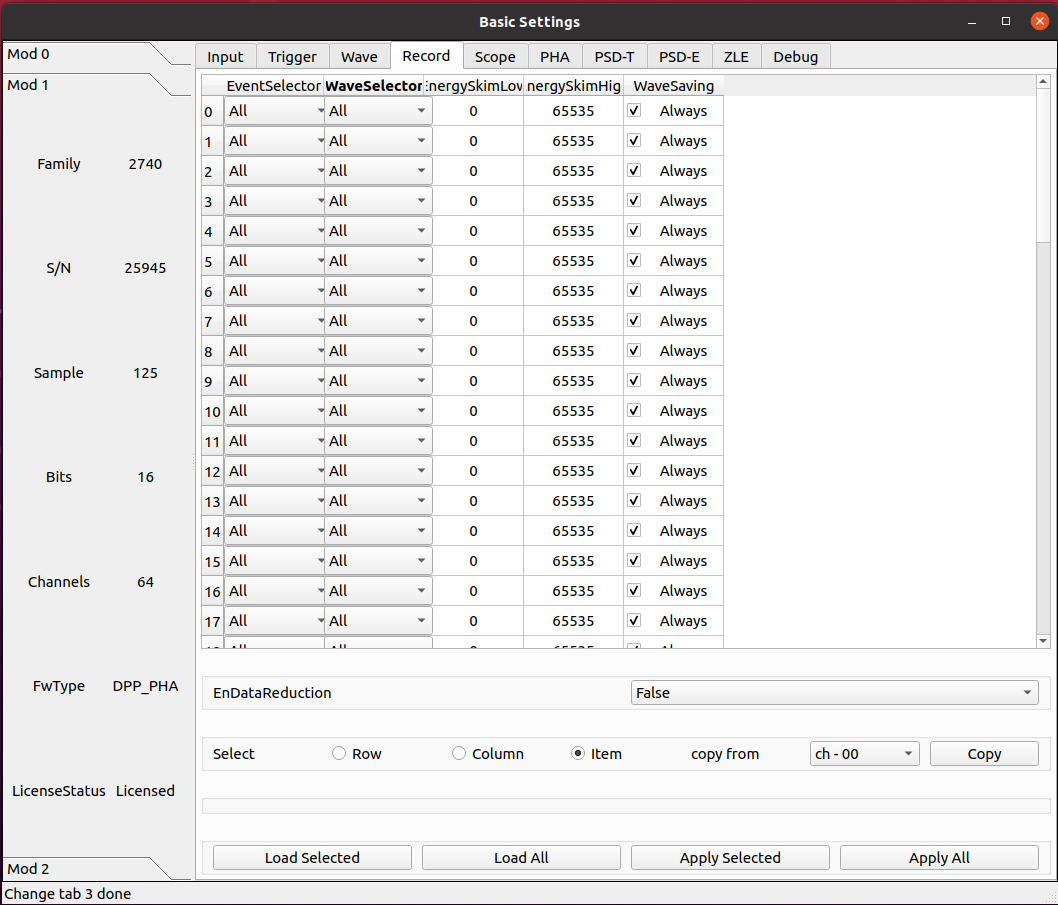 Basic Settings
Mod 0
Mod 1
Family 2740
S/N 25945
Sample 125
Bits 16
Channels 64
FwType DPP_PHA
LicenseStatus Licensed
Mod 2
Input Trigger Wave Record Scope PHA PSD-T PSD-E ZLE Debug
EventSelector WaveSelector EnergySkimLow EnergySkimHigh WaveSaving
0 All All 0 65535 Always
1 All All 0 65535 Always
2 All All 0 65535 Always
3 All All 0 65535 Always
4 All All 0 65535 Always
5 All All 0 65535 Always
6 All All 0 65535 Always
7 All All 0 65535 Always
8 All All 0 65535 Always
9 All All 0 65535 Always
10 All All 0 65535 Always
11 All All 0 65535 Always
12 All All 0 65535 Always
13 All All 0 65535 Always
14 All All 0 65535 Always
15 All All 0 65535 Always
16 All All 0 65535 Always
17 All All 0 65535 Always
EnDataReduction False
Select Row Column Item copy from ch - 00 Copy
Load Selected Load All Apply Selected Apply All
Change tab 3 done